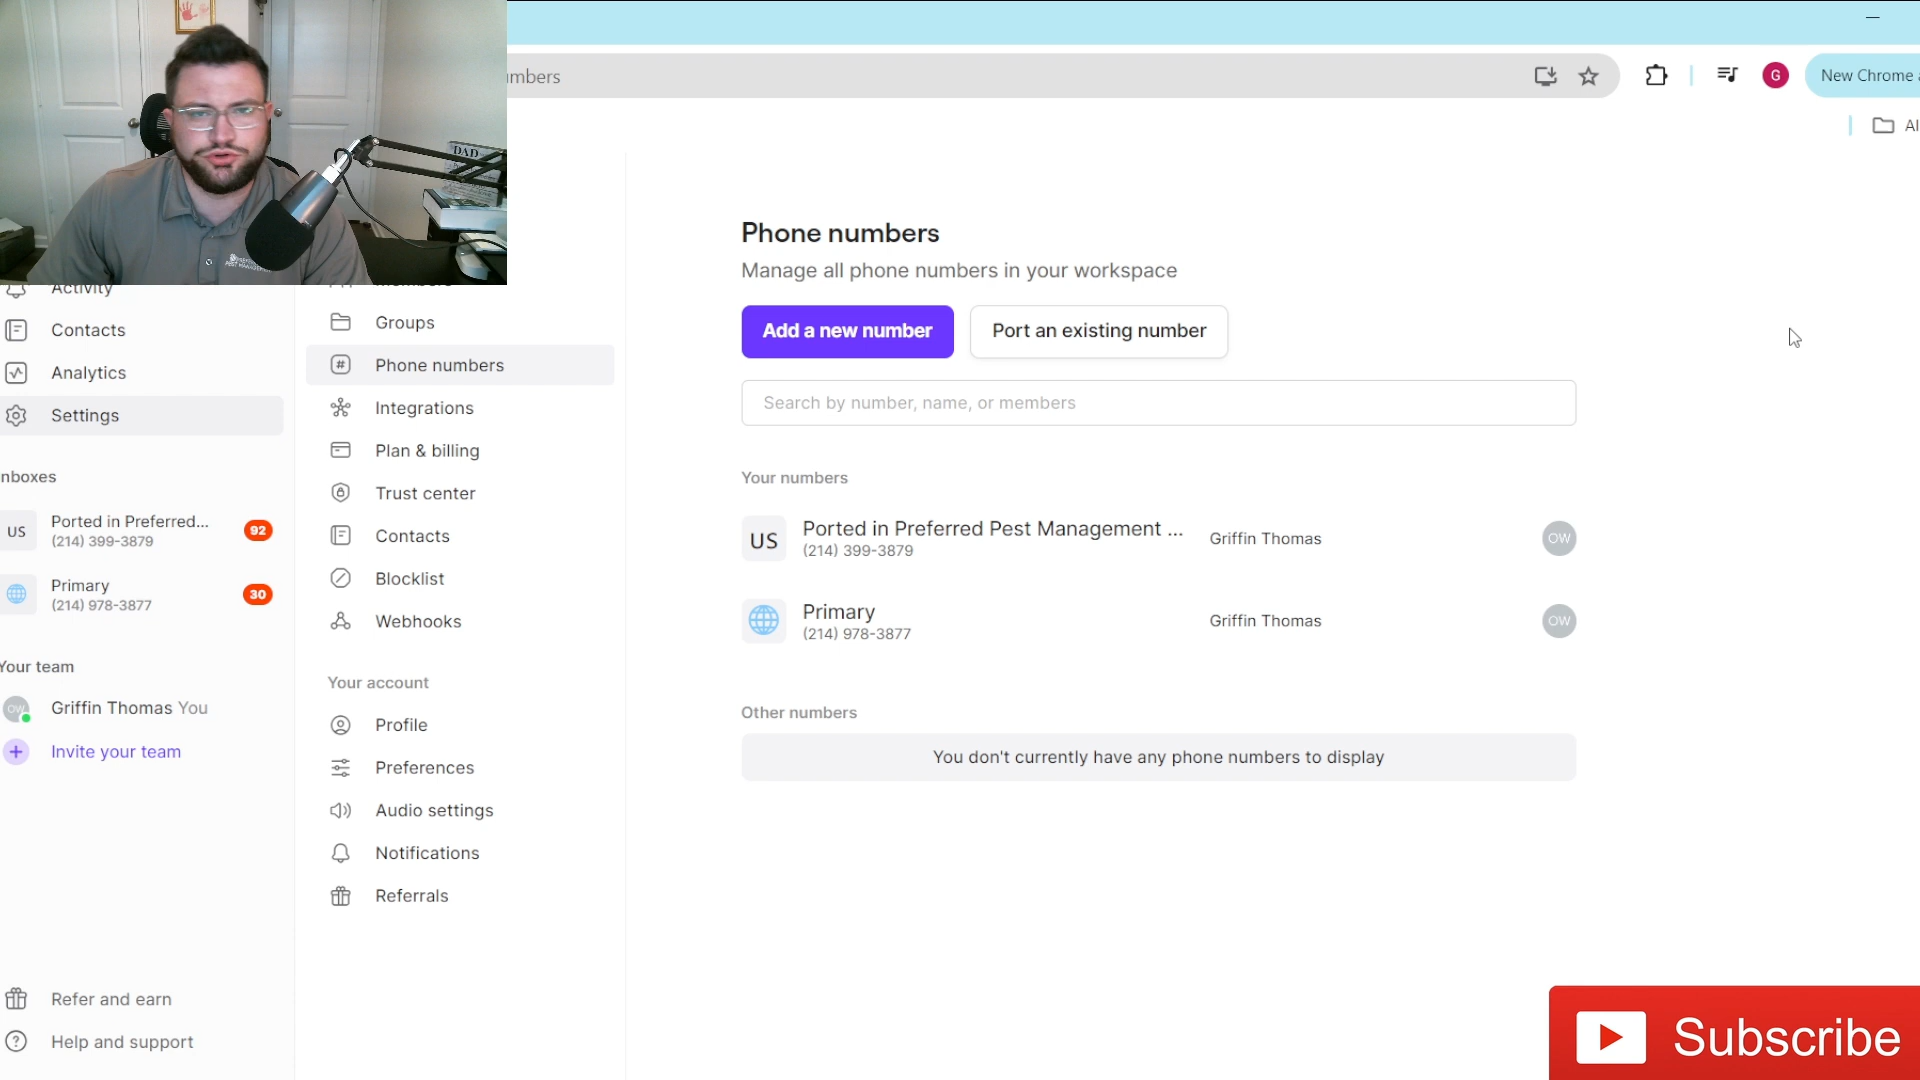 umbers
New Chrome a
Al
DAD
Activity
Contacts
Analytics
Settings
nboxes
US
Ported in Preferred...
92
(214) 399-3879
Primary
30
(214) 978-3877
Your team
OW
Griffin Thomas You
+
Invite your team
Refer and earn
Help and support
Groups
Phone numbers
Integrations
Plan & billing
Trust center
Contacts
Blocklist
Webhooks
Your account
Profile
Preferences
Audio settings
Notifications
Referrals
Phone numbers
Manage all phone numbers in your workspace
Add a new number
Port an existing number
Search by number, name, or members
Your numbers
US
Ported in Preferred Pest Management ...
(214) 399-3879
Griffin Thomas
OW
Primary
(214) 978-3877
Griffin Thomas
OW
Other numbers
You don't currently have any phone numbers to display
G
Subscribe